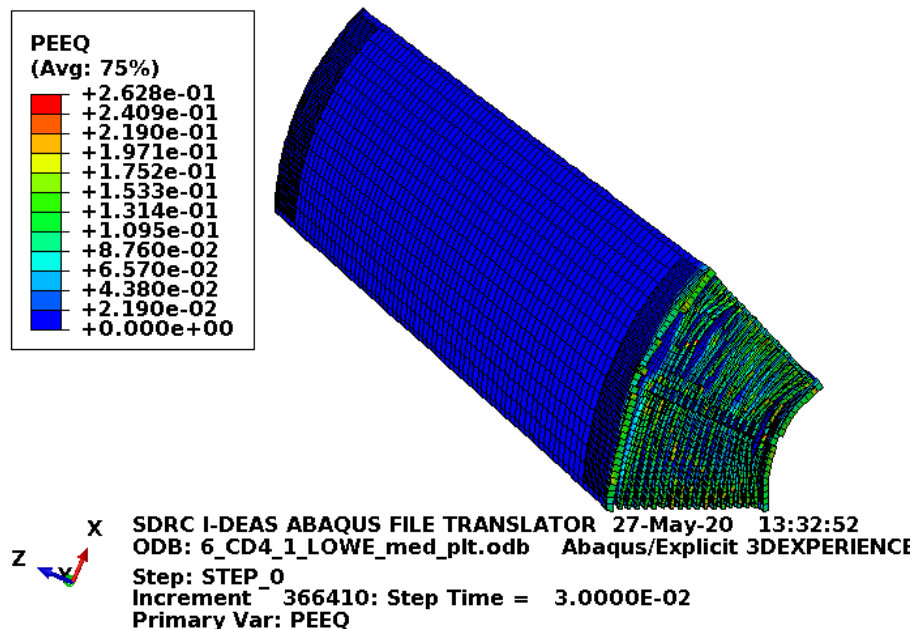 PEEQ
(Avg: 75%)
+2.628e-01
+2.409e-01
+2.190e-01
+1.971e-01
+1.752e-01
+1.533e-01
+1.314e-01
+1.095e-01
+8.760e-02
+6.570e-02
+4.380e-02
+2.190e-02
+0.000e+00
X
Z
Y
SDRC I-DEAS ABAQUS FILE TRANSLATOR 27-May-20 13:32:52
ODB: 6_CD4_1_LOWE_med_plt.odb Abaqus/Explicit 3DEXPERIENCE
Step: STEP_0
Increment 366410: Step Time = 3.0000E-02
Primary Var: PEEQ